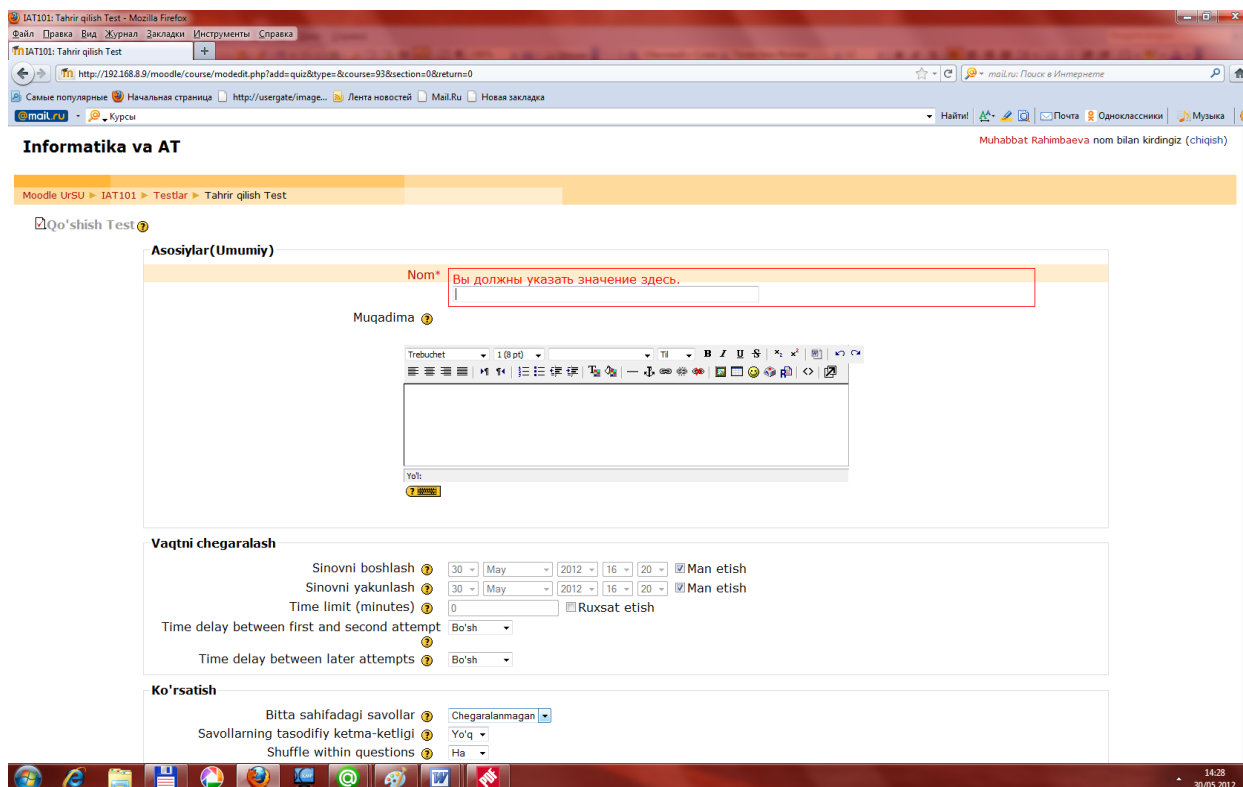 IAT101: Tahrir qilish Test - Mozilla Firefox
Файл Правка Вид Журнал Закладки Инструменты Справка
IAT101: Tahrir qilish Test
http://192.168.8.9/moodle/course/modedit.php?add=quiz&type=&course=93&section=0&return=0
mail.ru: Поиск в Интернете
Самые популярные Начальная страница http://usergate/image... Лента новостей Mail.Ru Новая закладка
@mail.ru Курсы Найти! Почта Одноклассники Музыка
Informatika va AT
Muhabbat Rahimbaeva nom bilan kirdingiz (chiqish)
Moodle UrSU ► IAT101 ► Testlar ► Tahrir qilish Test
Qo'shish Test
Asosiylar(Umumiy)
Nom*
Вы должны указать значение здесь.
Muqadima
Trebuchet 1 (8 pt) Til B I U S
Yo'l:
Vaqtni chegaralash
Sinovni boshlash 30 May 2012 16 20 Man etish
Sinovni yakunlash 30 May 2012 16 20 Man etish
Time limit (minutes) 0 Ruxsat etish
Time delay between first and second attempt Bo'sh
Time delay between later attempts Bo'sh
Ko'rsatish
Bitta sahifadagi savollar Chegaralanmagan
Savollarning tasodifiy ketma-ketligi Yo'q
Shuffle within questions Ha
14:28
30/05/2012